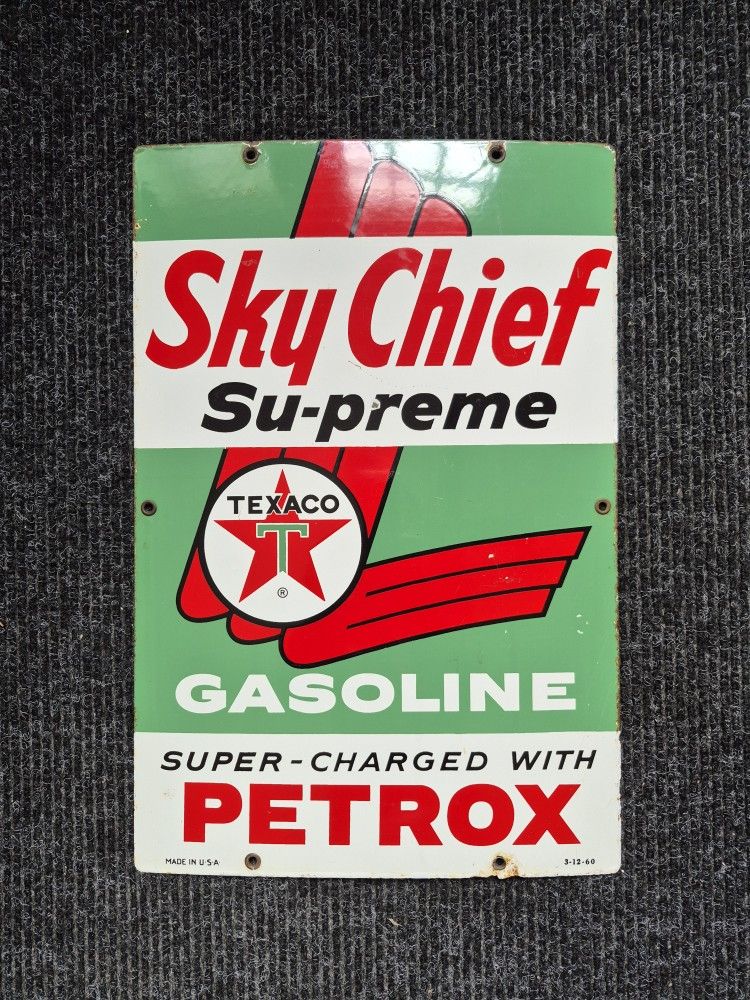 Sky Chief
Su-preme
TEXACO
T
®
GASOLINE
SUPER-CHARGED WITH
PETROX
MADE IN U·S·A· 3-12-60